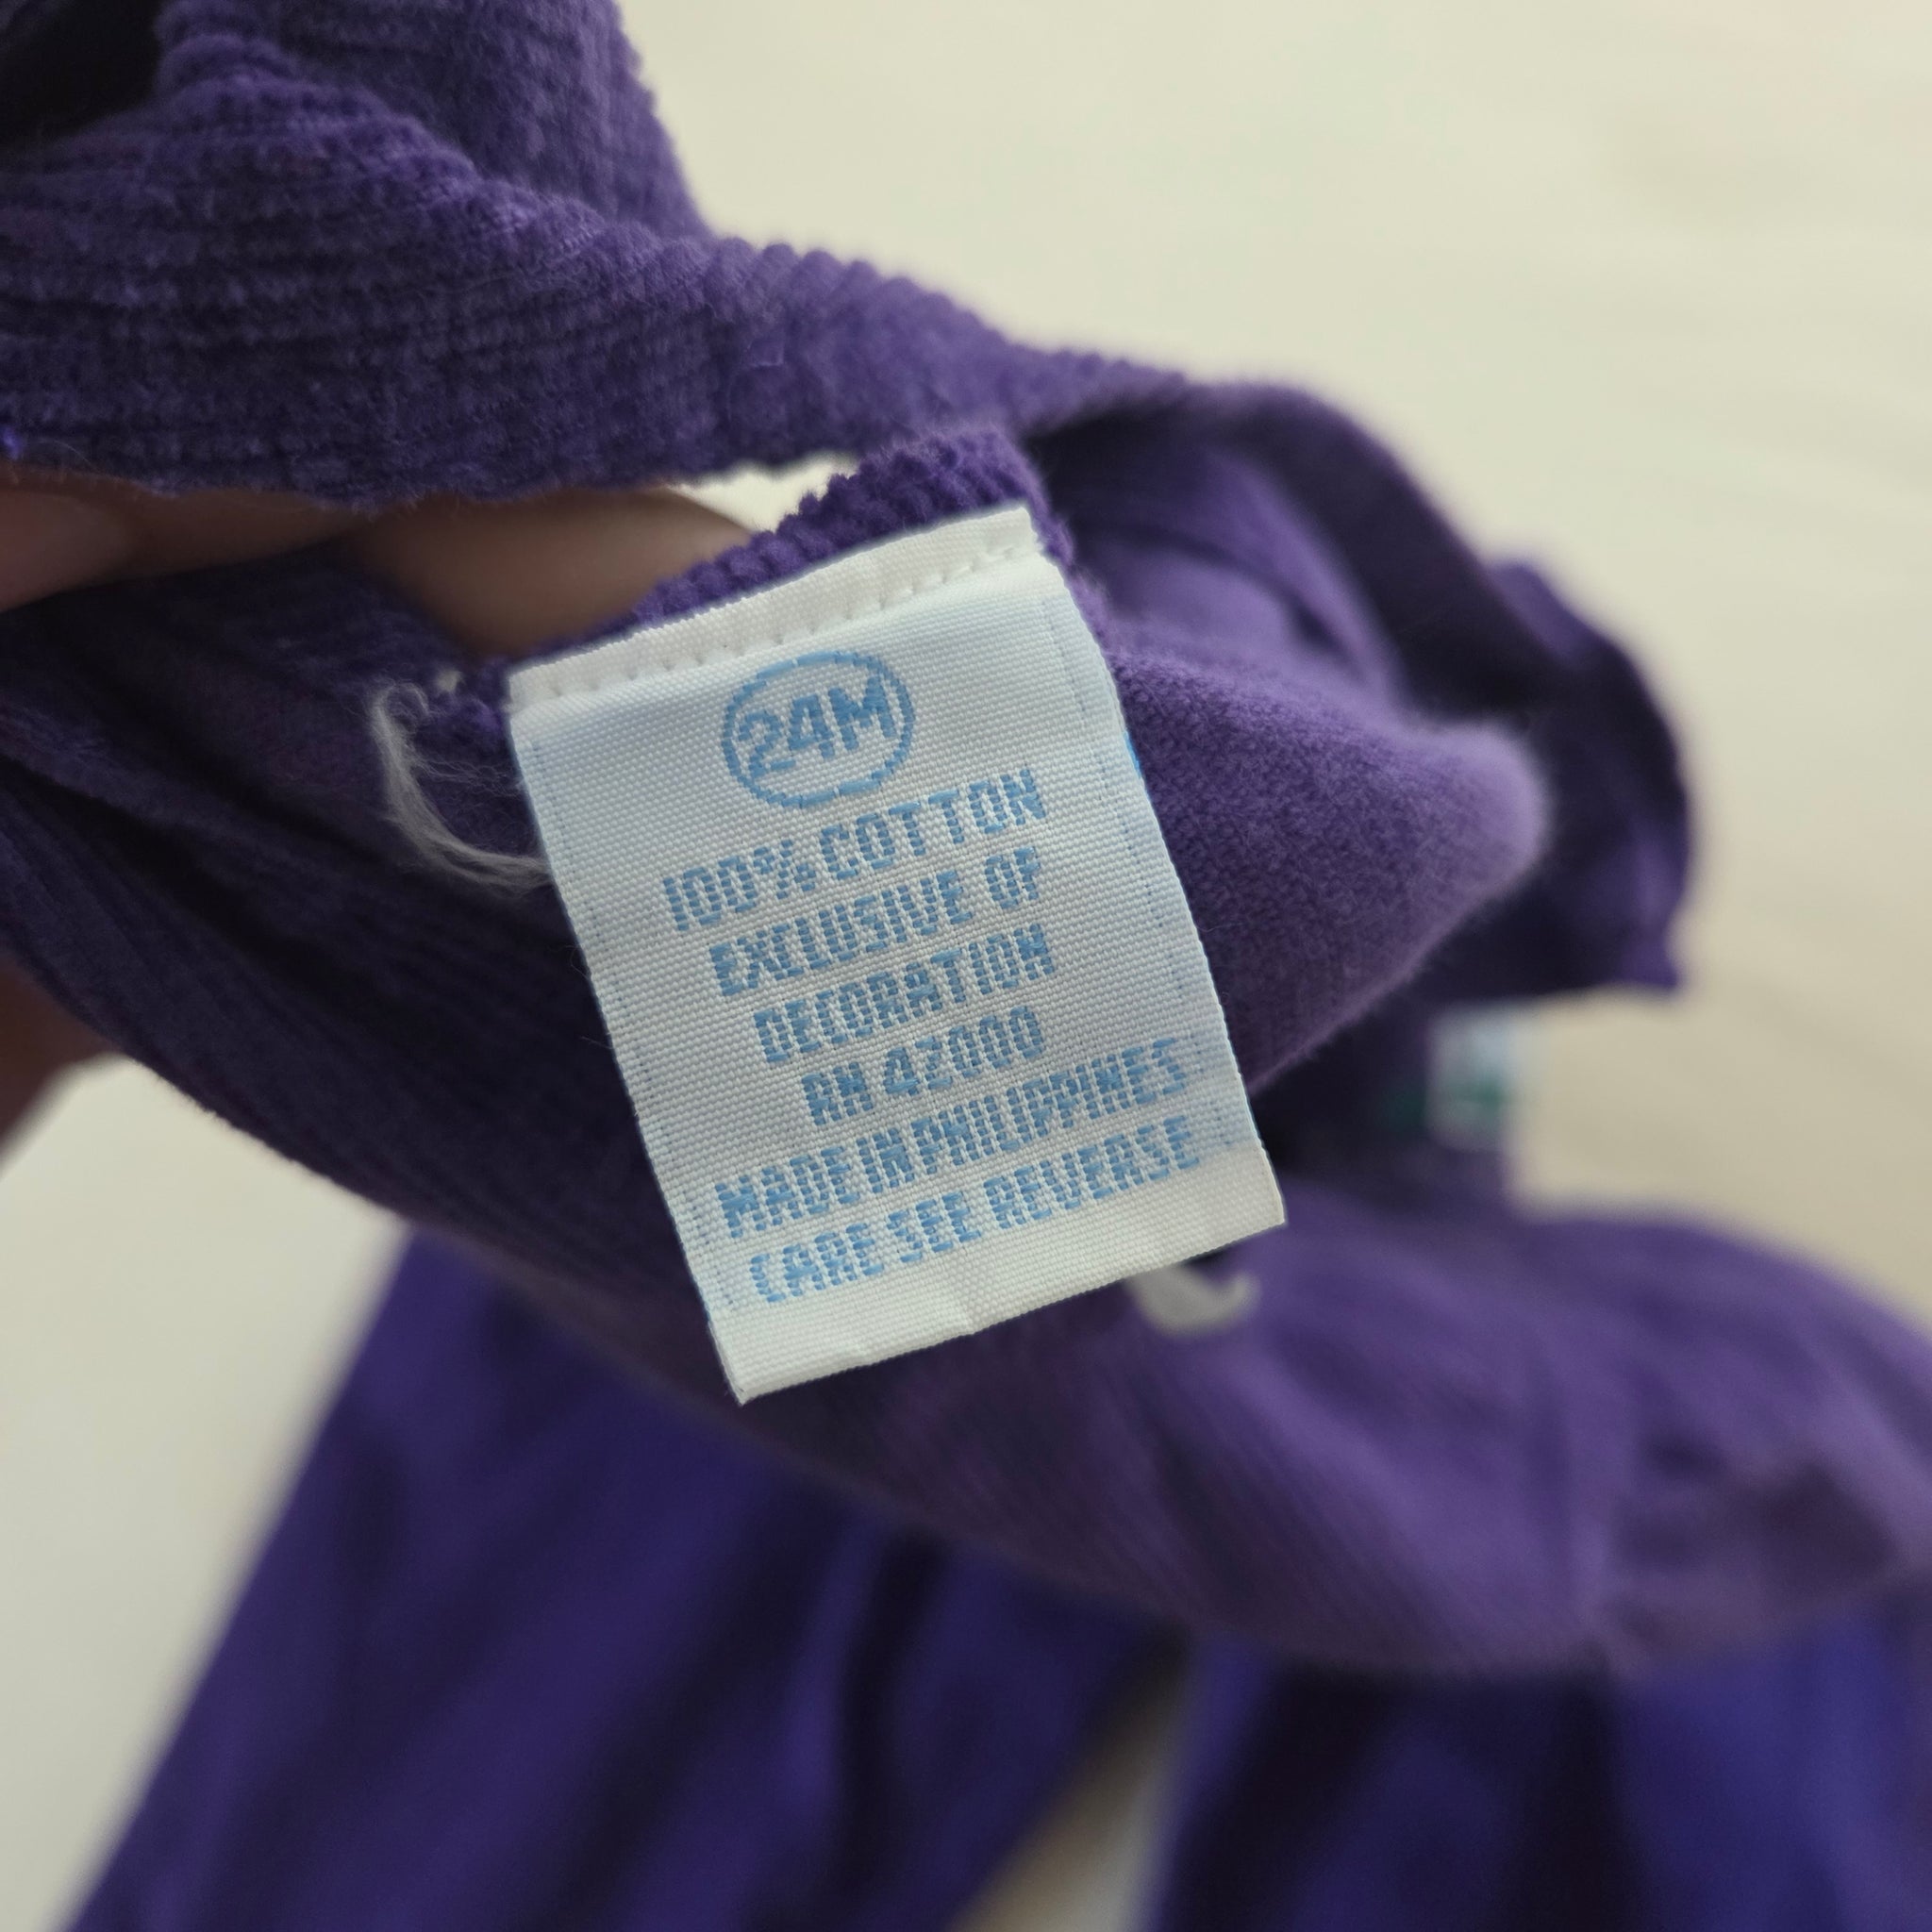 24M
100% COTTON
EXCLUSIVE OF
DECORATION
RN 42000
MADE IN PHILIPPINES
CARE SEE REVERSE